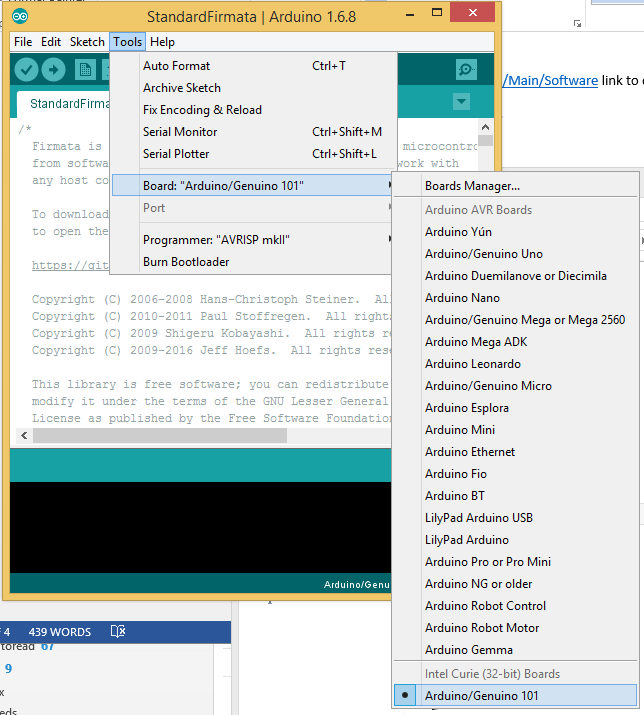 StandardFirmata | Arduino 1.6.8
File Edit Sketch Tools Help
/Main/Software link to
StandardFirma
Auto Format Ctrl+T
Archive Sketch
Fix Encoding & Reload
Serial Monitor Ctrl+Shift+M
Serial Plotter Ctrl+Shift+L
Board: "Arduino/Genuino 101"
Port
Programmer: "AVRISP mkII"
Burn Bootloader
/*
Firmata is microcontro
from softwa work with
any host co
To download
to open the
https://git
Copyright (C) 2006-2008 Hans-Christoph Steiner. All
Copyright (C) 2010-2011 Paul Stoffregen. All rights
Copyright (C) 2009 Shigeru Kobayashi. All rights r
Copyright (C) 2009-2016 Jeff Hoefs. All rights res
This library is free software; you can redistribute
modify it under the terms of the GNU Lesser General
License as published by the Free Software Foundation
Arduino/Genu
Boards Manager...
Arduino AVR Boards
Arduino Yún
Arduino/Genuino Uno
Arduino Duemilanove or Diecimila
Arduino Nano
Arduino/Genuino Mega or Mega 2560
Arduino Mega ADK
Arduino Leonardo
Arduino/Genuino Micro
Arduino Esplora
Arduino Mini
Arduino Ethernet
Arduino Fio
Arduino BT
LilyPad Arduino USB
LilyPad Arduino
Arduino Pro or Pro Mini
Arduino NG or older
Arduino Robot Control
Arduino Robot Motor
Arduino Gemma
Intel Curie (32-bit) Boards
Arduino/Genuino 101
F 4 439 WORDS
toread 67
9
x
eds